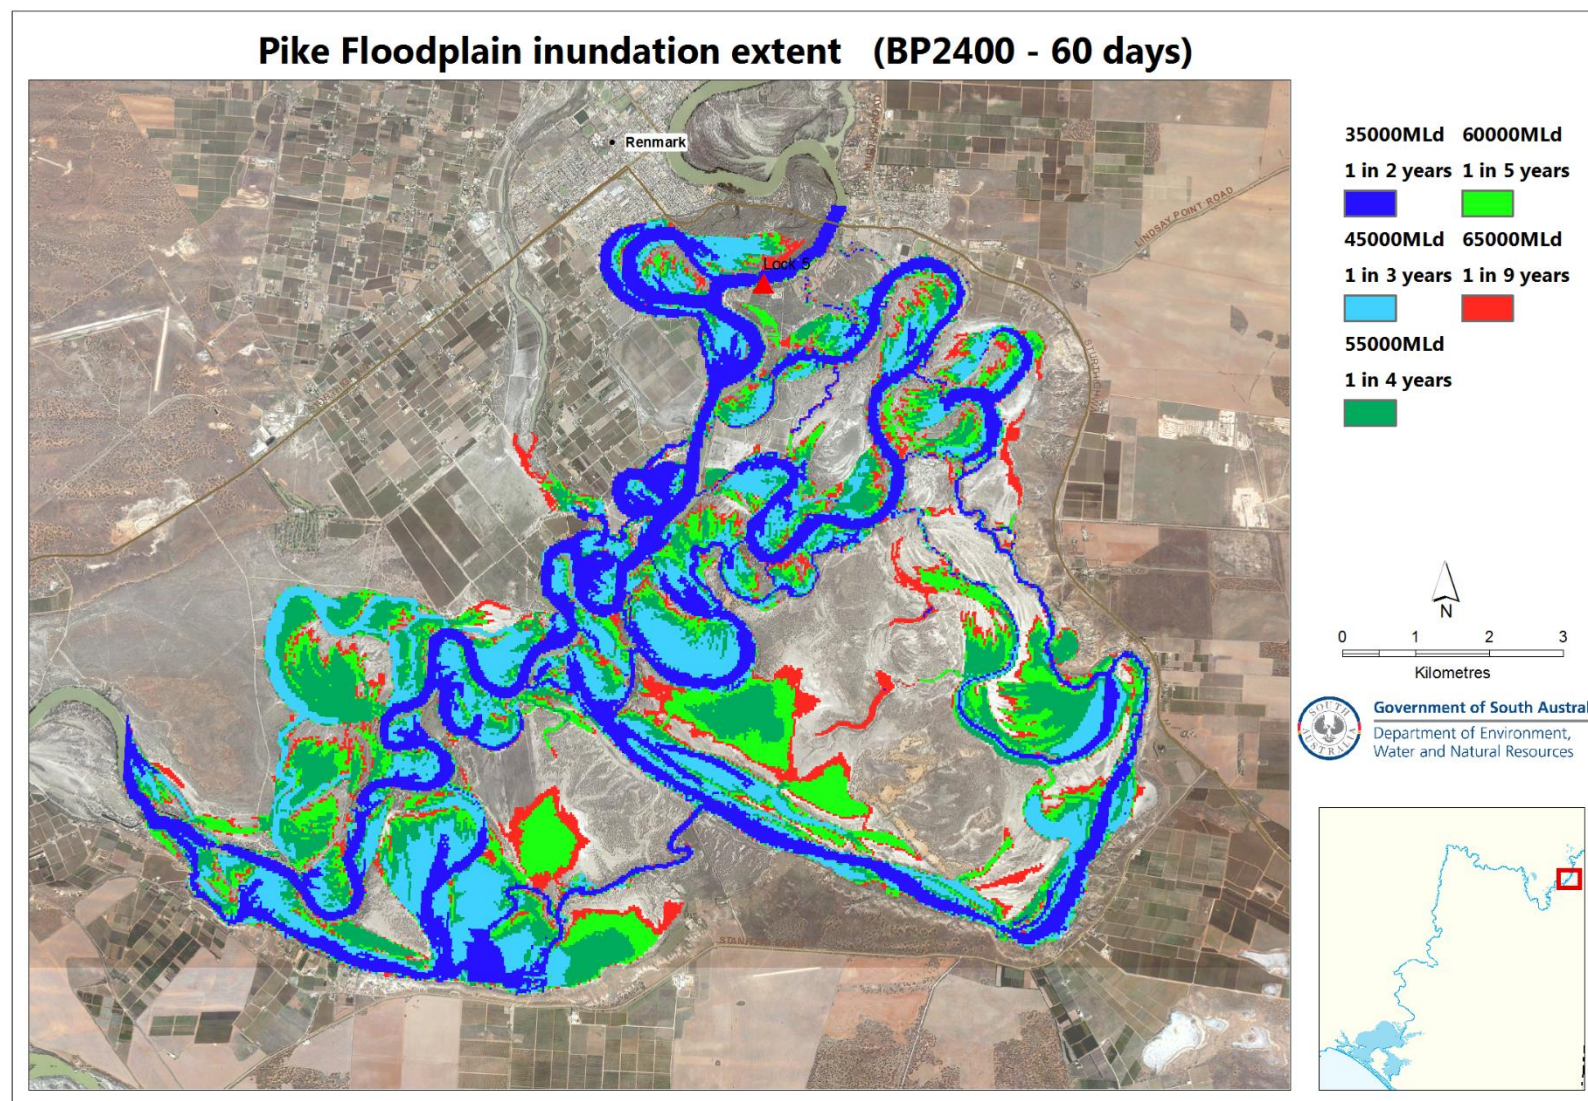 Pike Floodplain inundation extent (BP2400 - 60 days)
Renmark
LINDSAY POINT ROAD
Lock 5
35000MLd 60000MLd
1 in 2 years 1 in 5 years
45000MLd 65000MLd
1 in 3 years 1 in 9 years
55000MLd
1 in 4 years
N
0 1 2 3
Kilometres
SOUTH AUSTRALIA
Government of South Austral
Department of Environment,
Water and Natural Resources